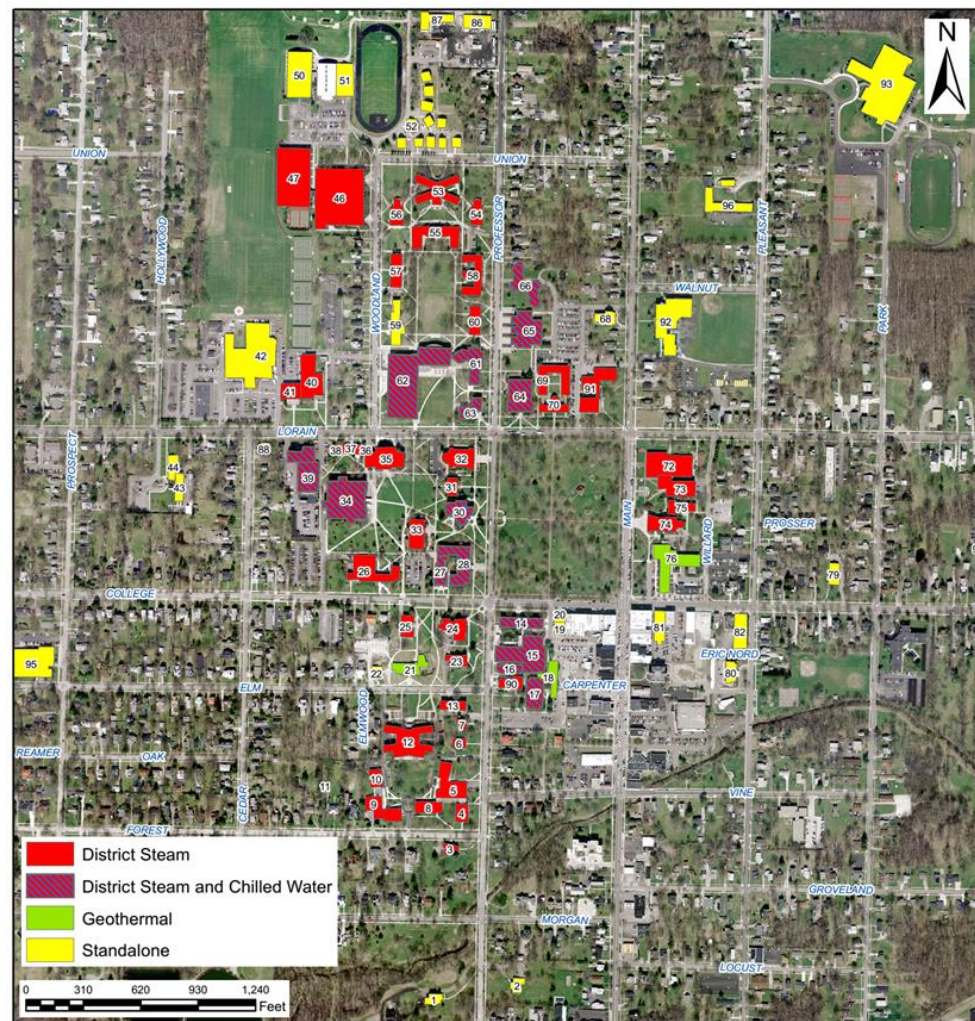 87 86
N
50 51
93
52
UNION
UNION
47 46
53
56 54
96
55
HOLLYWOOD
PROFESSOR
PLEASANT
57 58
66
WALNUT
WOODLAND
59 60
65 68
92
PARK
42
61
62
40 41
69
64 91
63 70
LORAIN
88
38 37 36
35 32
72
PROSPECT
44
43
39
31
73
34
30
75
MAIN
33
74
WILLARD
PROSSER
28
27
76
26
79
COLLEGE
25 24
14
20
19
81 82
15
ERIC NORD
95
23
21
22
16
80
18
90
CARPENTER
ELM
17
13
ELMWOOD
7
12 6
REAMER
OAK
10
5
11
CEDAR
9 8 4
VINE
FOREST
3
District Steam
District Steam and Chilled Water
Geothermal
Standalone
GROVELAND
MORGAN
LOCUST
2
1
0 310 620 930 1,240
Feet